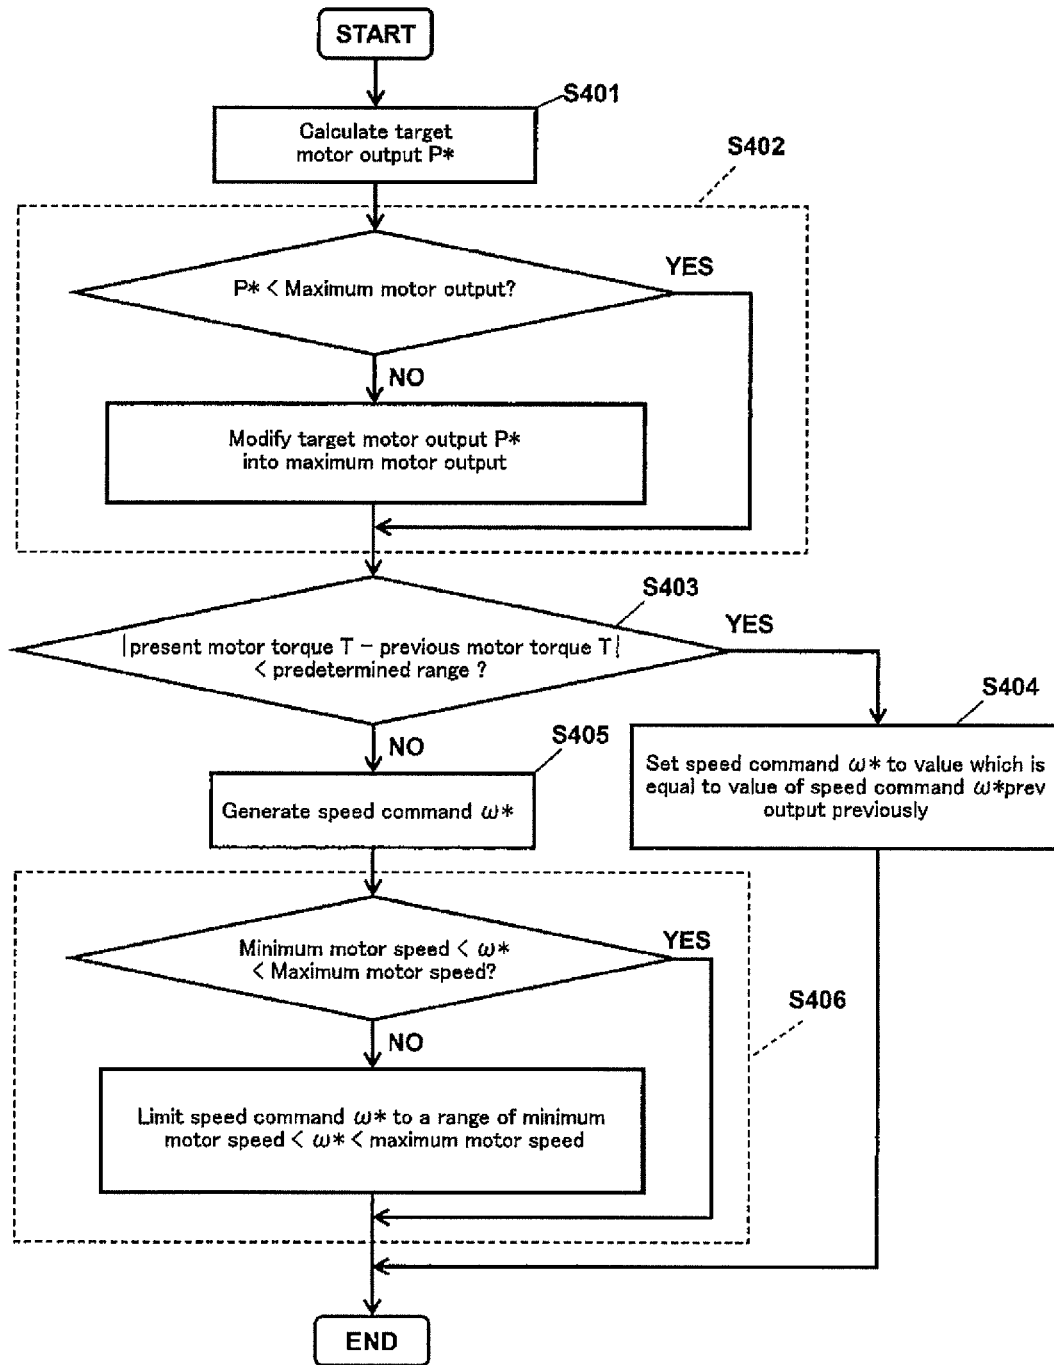 START
S401
Calculate target
motor output P*
S402
P* < Maximum motor output?
YES
NO
Modify target motor output P*
into maximum motor output
S403
|present motor torque T - previous motor torque T|
< predetermined range ?
YES
NO
S404
Set speed command ω* to value which is
equal to value of speed command ω*prev
output previously
S405
Generate speed command ω*
Minimum motor speed < ω*
< Maximum motor speed?
YES
NO
S406
Limit speed command ω* to a range of minimum
motor speed < ω* < maximum motor speed
END